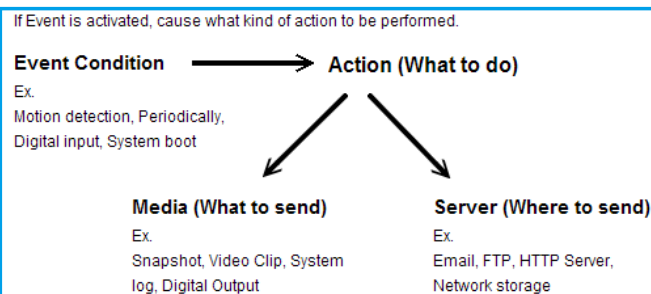 If Event is activated, cause what kind of action to be performed.
Event Condition
Action (What to do)
Ex.
Motion detection, Periodically,
Digital input, System boot
Media (What to send)
Ex.
Snapshot, Video Clip, System
log, Digital Output
Server (Where to send)
Ex.
Email, FTP, HTTP Server,
Network storage